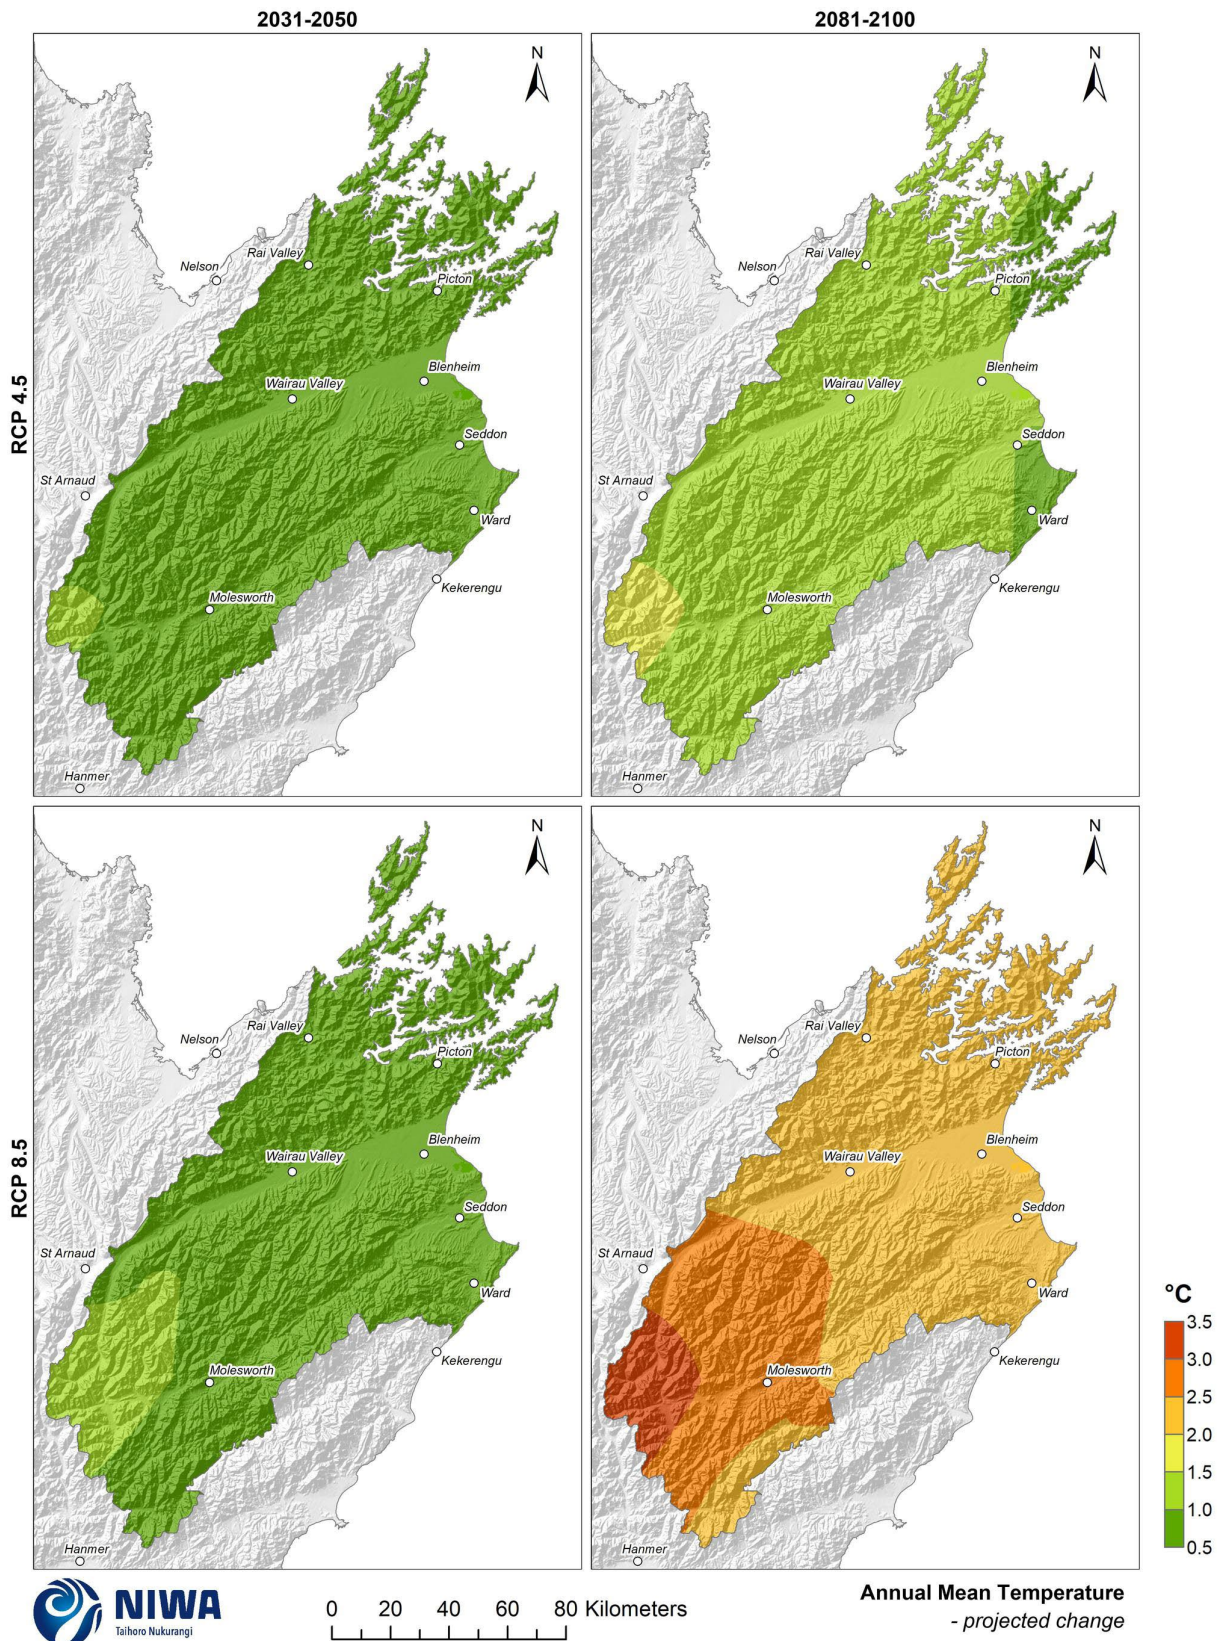 2031-2050
2081-2100
RCP 4.5
N
Rai Valley
Nelson
Picton
Blenheim
Wairau Valley
Seddon
St Arnaud
Ward
Kekerengu
Molesworth
Hanmer
N
Rai Valley
Nelson
Picton
Blenheim
Wairau Valley
Seddon
St Arnaud
Ward
Kekerengu
Molesworth
Hanmer
RCP 8.5
N
Rai Valley
Nelson
Picton
Blenheim
Wairau Valley
Seddon
St Arnaud
Ward
Kekerengu
Molesworth
Hanmer
N
Rai Valley
Nelson
Picton
Blenheim
Wairau Valley
Seddon
St Arnaud
Ward
Kekerengu
Molesworth
Hanmer
°C
3.5
3.0
2.5
2.0
1.5
1.0
0.5
NIWA
Taihoro Nukurangi
0 20 40 60 80 Kilometers
Annual Mean Temperature
- projected change